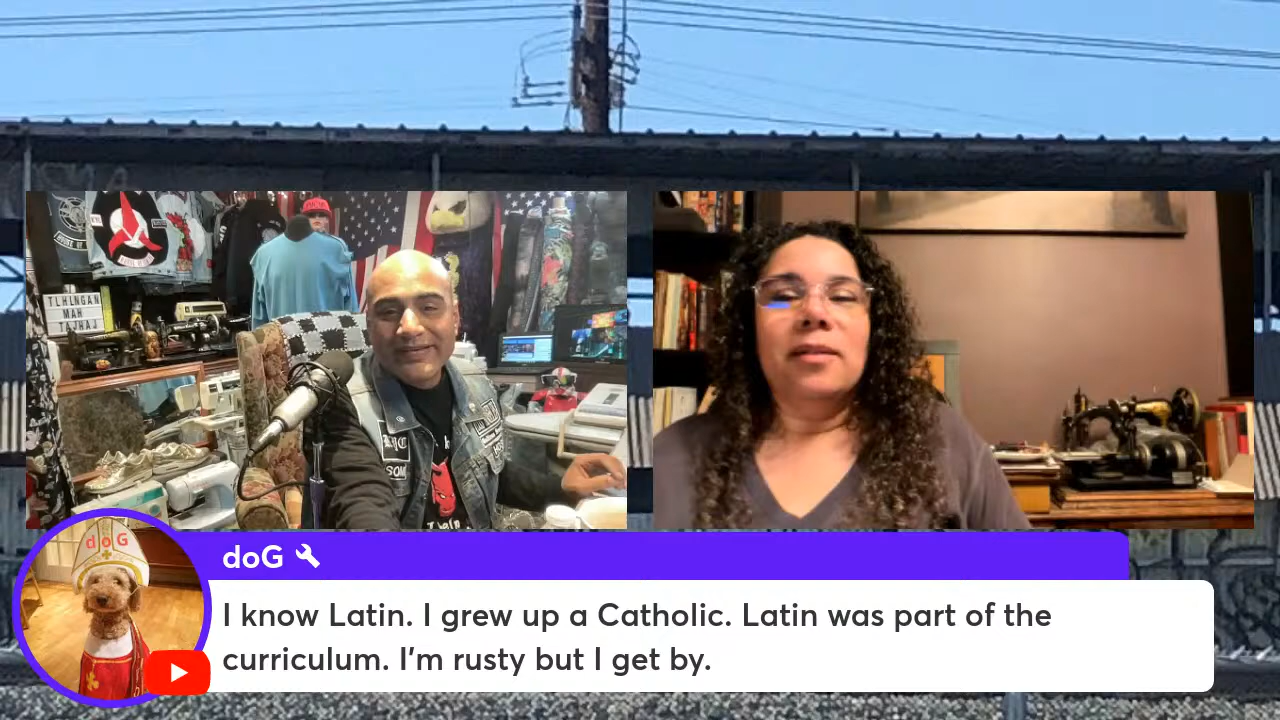 TLHINGAN
MAH
TAJHAJ
doG
doG
I know Latin. I grew up a Catholic. Latin was part of the
curriculum. I'm rusty but I get by.